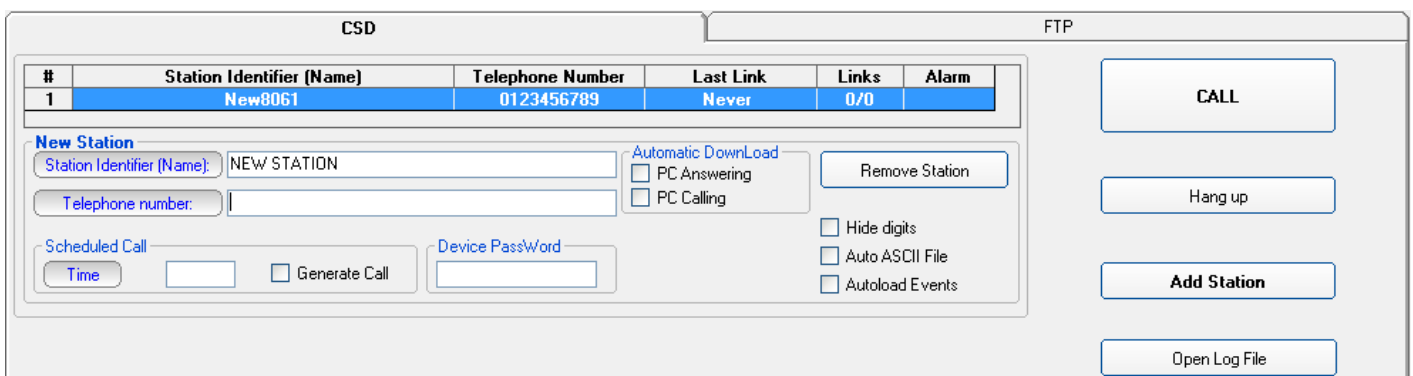 CSD FTP
# Station Identifier (Name) Telephone Number Last Link Links Alarm
1 New8061 0123456789 Never 0/0
CALL
New Station
Station Identifier (Name): NEW STATION
Automatic DownLoad
PC Answering
PC Calling
Remove Station
Telephone number:
Hang up
Hide digits
Scheduled Call
Device PassWord
Auto ASCII File
Time
Generate Call
Autoload Events
Add Station
Open Log File